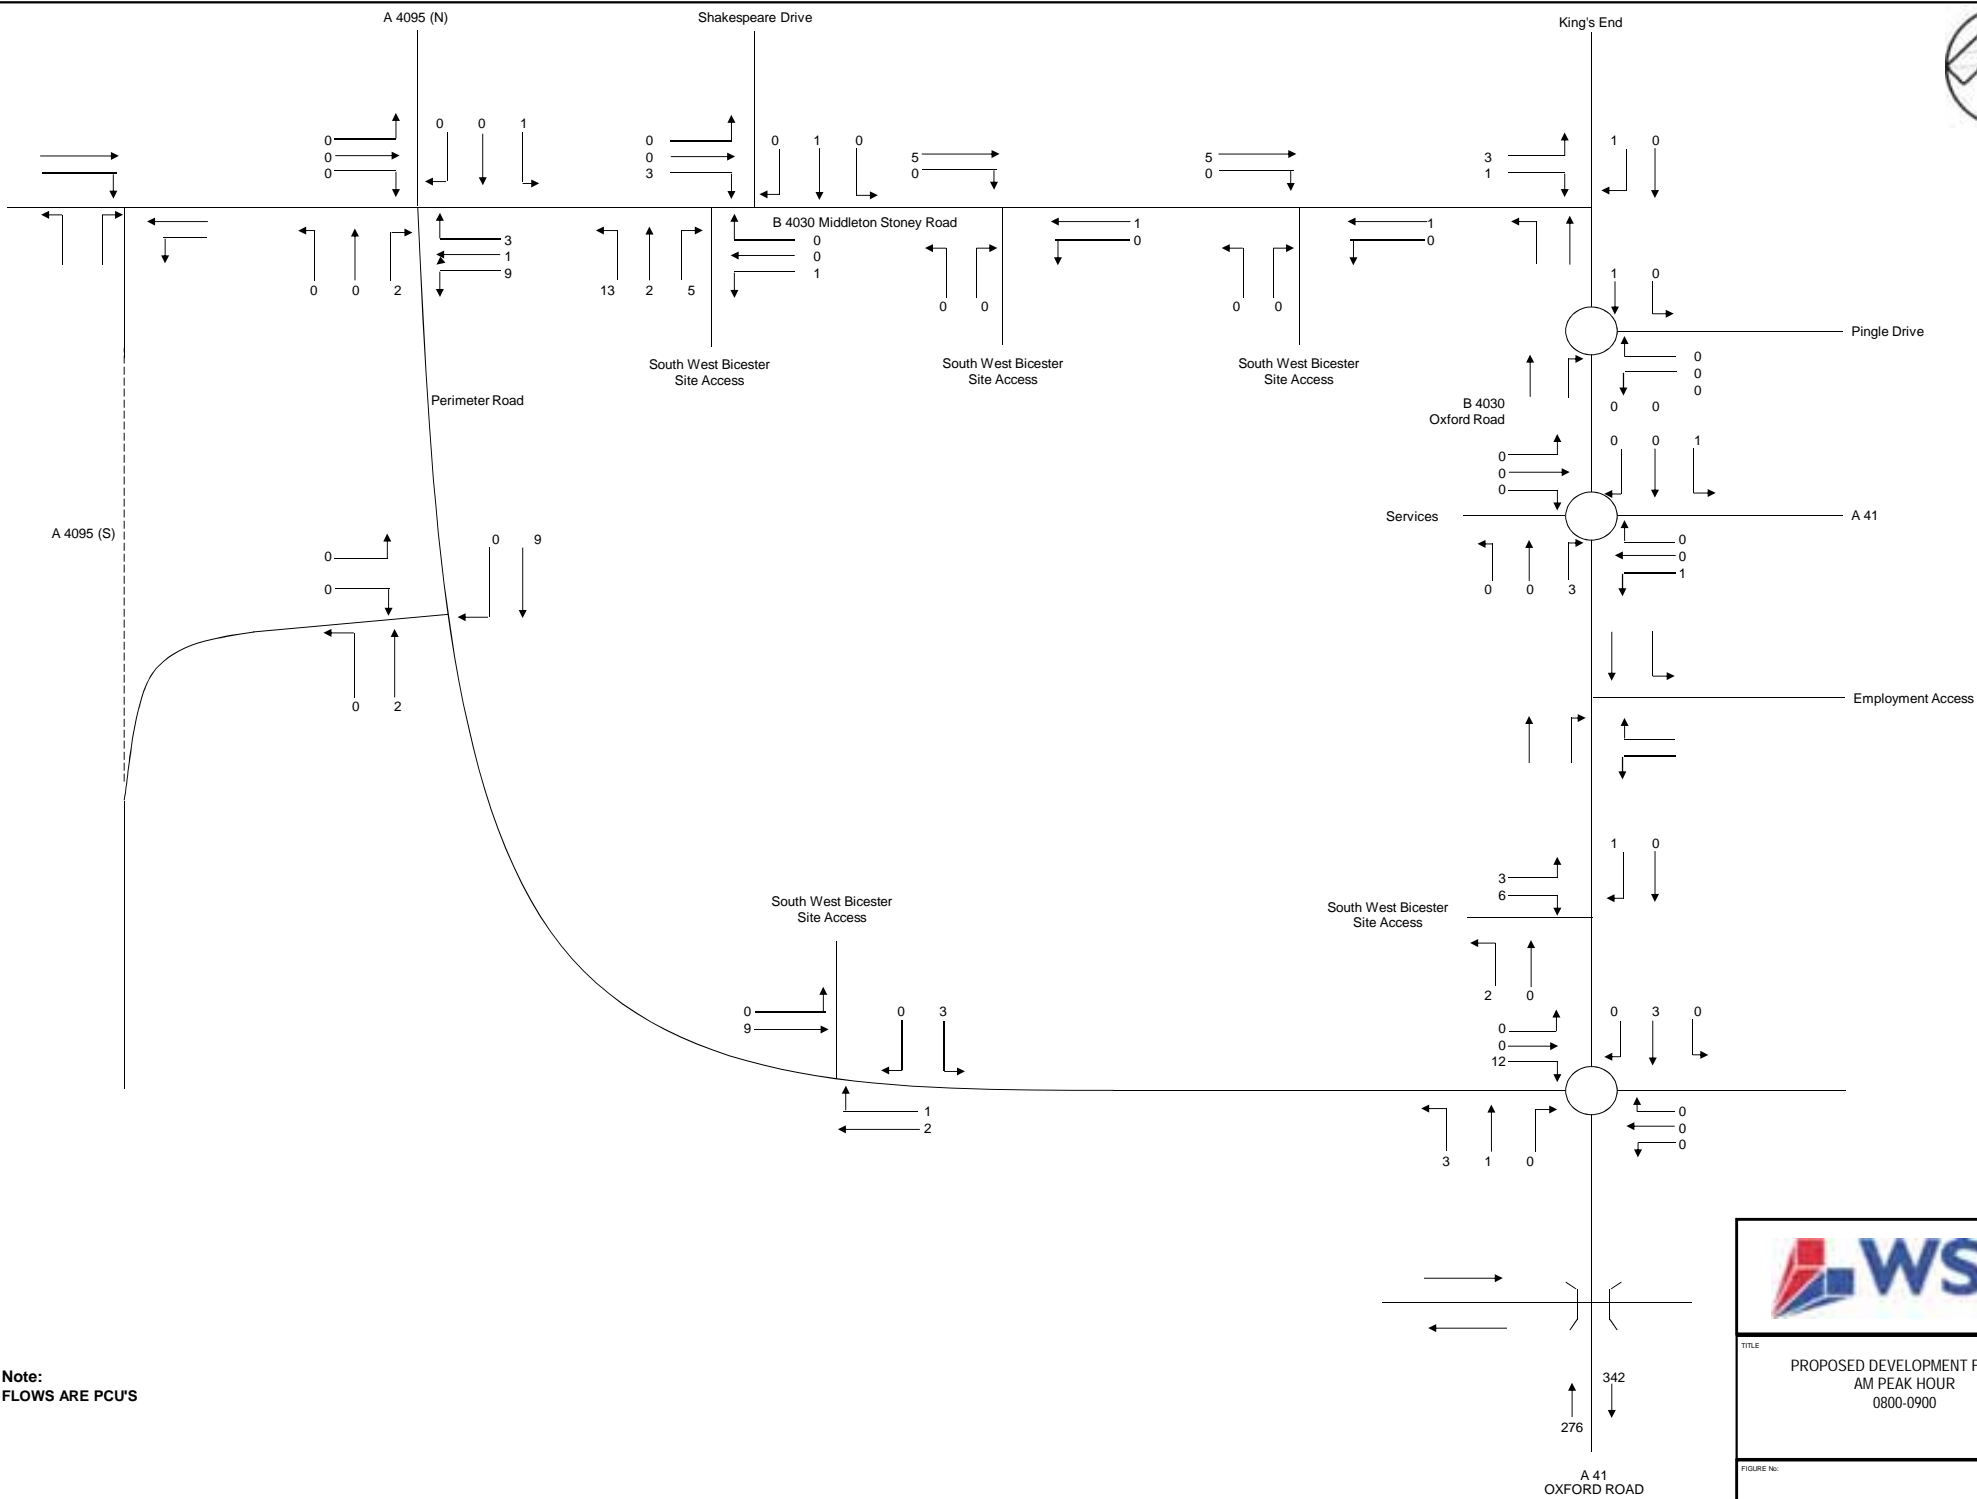 A 4095 (N)
Shakespeare Drive
King's End
0 0 1
0
0
0
0 1 0
0
0
3
5
0
5
0
3
1
1 0
B 4030 Middleton Stoney Road
3
1
9
0 0 2
0
0
1
13 2 5
1
0
0 0
1
0
0 0
1 0
Pingle Drive
South West Bicester
Site Access
South West Bicester
Site Access
South West Bicester
Site Access
0
0
0
Perimeter Road
B 4030
Oxford Road
0 0
0 0 1
0
0
0
Services
A 41
A 4095 (S)
0
0
1
0 0 3
0 9
0
0
0 2
Employment Access
1 0
3
6
South West Bicester
Site Access
South West Bicester
Site Access
2 0
0
9
0 3
0 3 0
0
0
12
1
2
0
0
0
3 1 0
342
276
A 41
OXFORD ROAD
Note:
FLOWS ARE PCU'S
WS
TITLE
PROPOSED DEVELOPMENT
AM PEAK HOUR
0800-0900
FIGURE No: